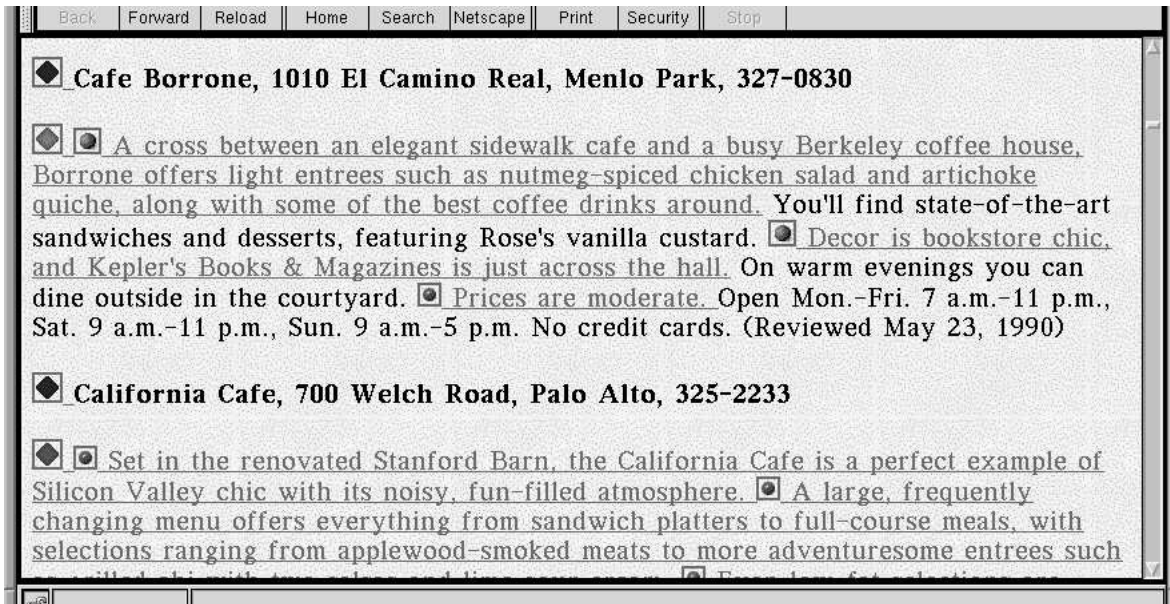 Back Forward Reload Home Search Netscape Print Security Stop
Cafe Borrone, 1010 El Camino Real, Menlo Park, 327-0830
A cross between an elegant sidewalk cafe and a busy Berkeley coffee house,
Borrone offers light entrees such as nutmeg-spiced chicken salad and artichoke
quiche, along with some of the best coffee drinks around. You'll find state-of-the-art
sandwiches and desserts, featuring Rose's vanilla custard. Decor is bookstore chic,
and Kepler's Books & Magazines is just across the hall. On warm evenings you can
dine outside in the courtyard. Prices are moderate. Open Mon.-Fri. 7 a.m.-11 p.m.,
Sat. 9 a.m.-11 p.m., Sun. 9 a.m.-5 p.m. No credit cards. (Reviewed May 23, 1990)
California Cafe, 700 Welch Road, Palo Alto, 325-2233
Set in the renovated Stanford Barn, the California Cafe is a perfect example of
Silicon Valley chic with its noisy, fun-filled atmosphere. A large, frequently
changing menu offers everything from sandwich platters to full-course meals, with
selections ranging from applewood-smoked meats to more adventuresome entrees such